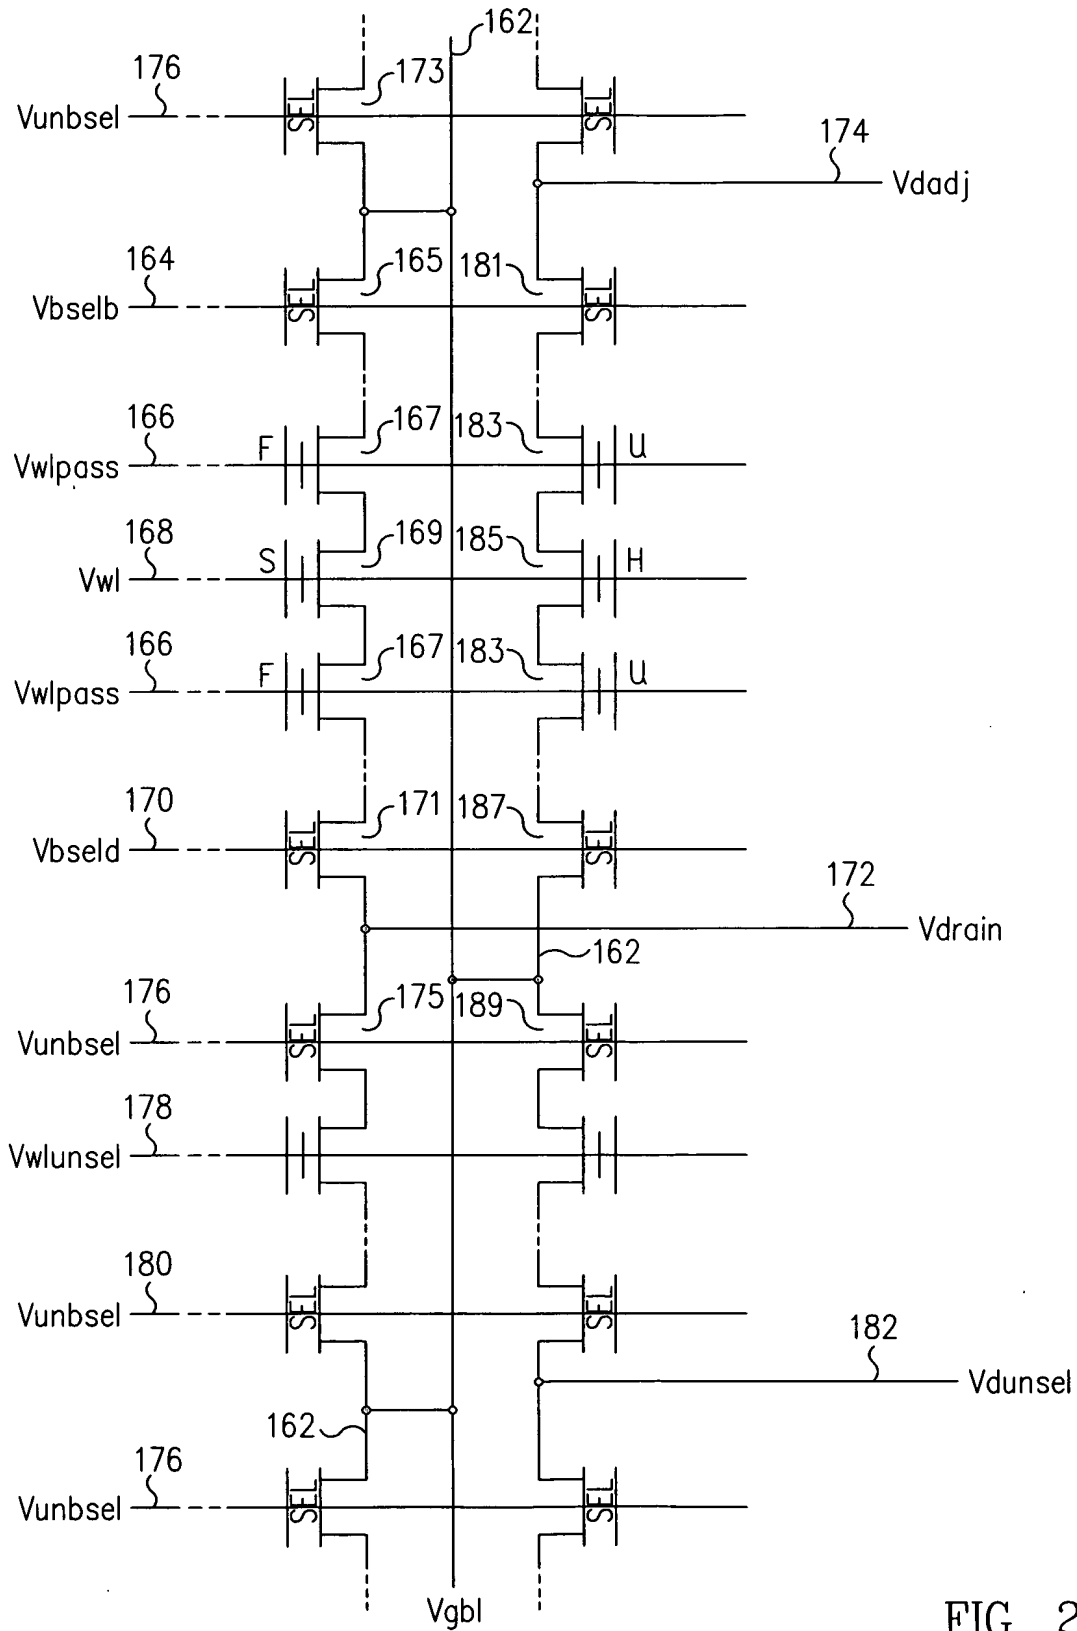 162
176
173
Vunbsel
SEL
SEL
174
Vdadj
164
165
181
Vbselb
SEL
SEL
166
167
183
Vwlpass
F
U
168
169
185
Vwl
S
H
166
167
183
Vwlpass
F
U
170
171
187
Vbseld
SEL
SEL
172
Vdrain
162
176
175
189
Vunbsel
SEL
SEL
178
Vwlunsel
180
Vunbsel
SEL
SEL
182
Vdunsel
162
176
Vunbsel
SEL
SEL
Vgbl
FIG. 2